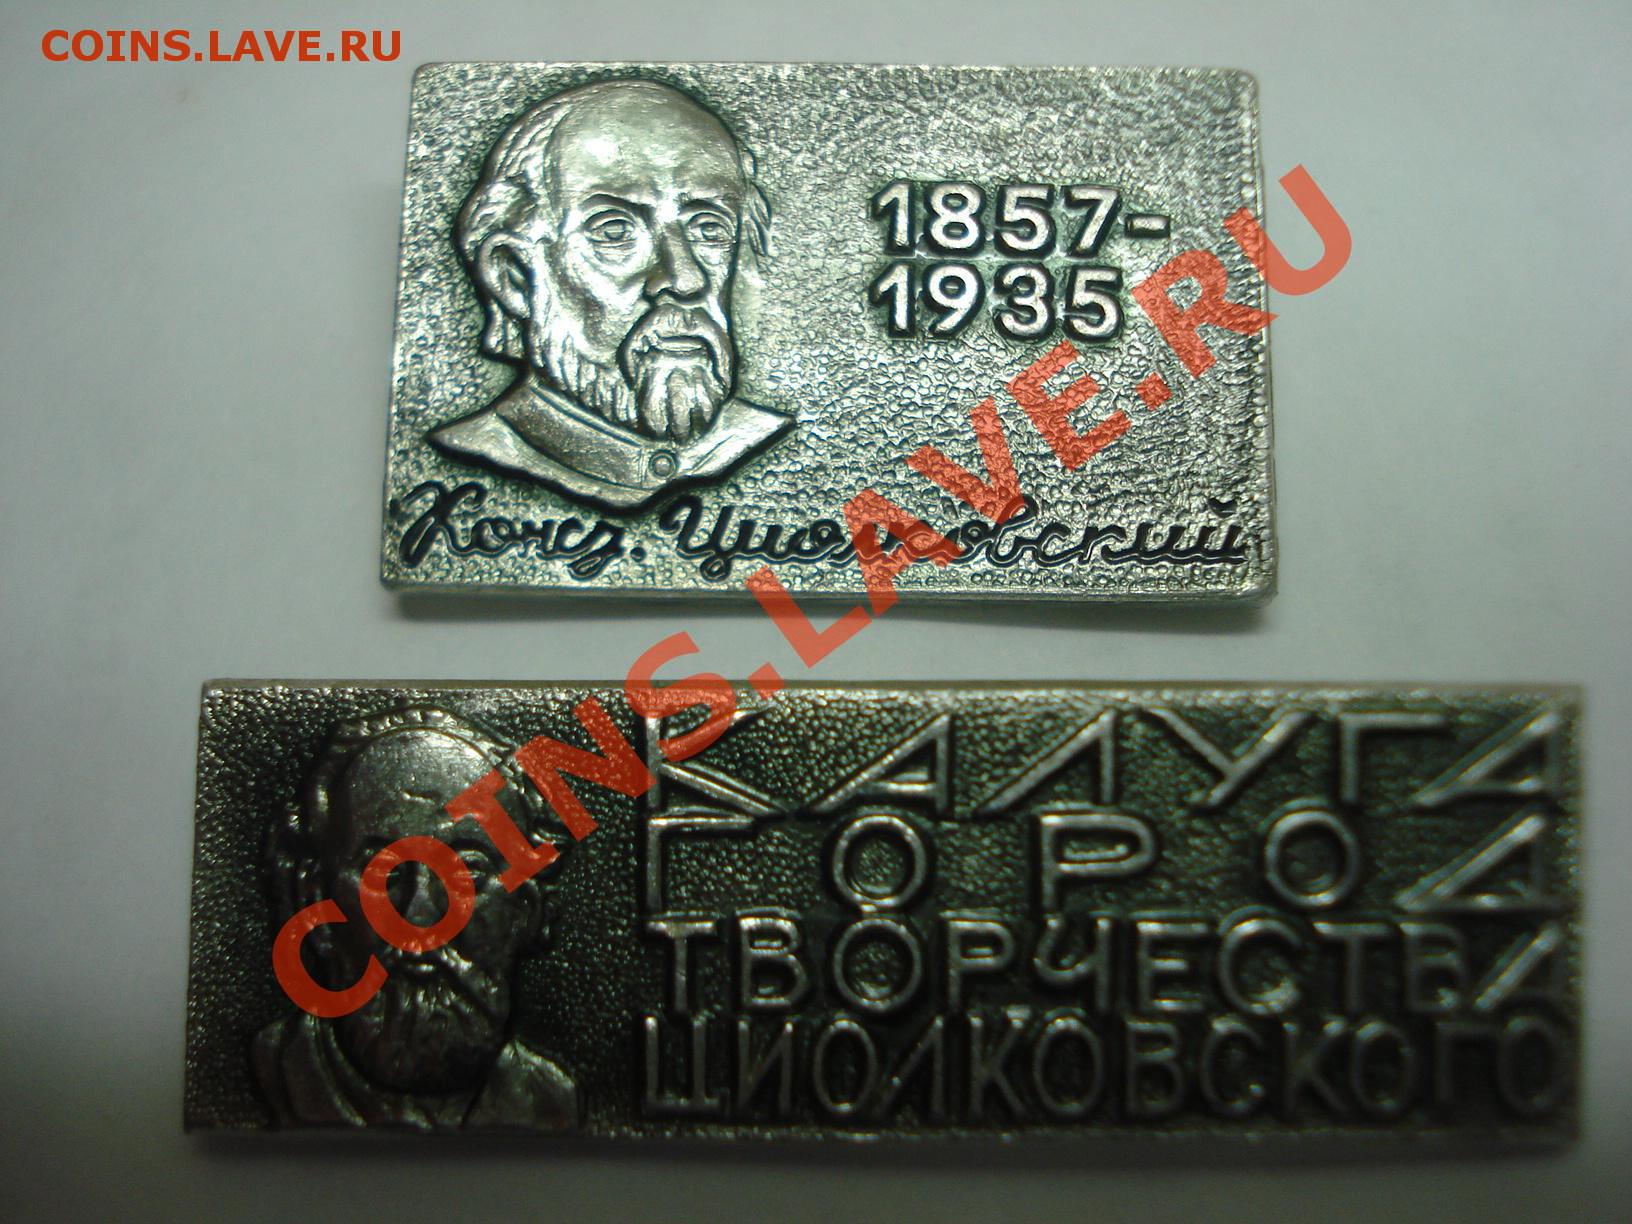 COINS.LAVE.RU
1857-
1935
Конст. Циолковский
COINS.LAVE.RU
КАЛУГА
ГОРОД
ТВОРЧЕСТВА
ЦИОЛКОВСКОГО